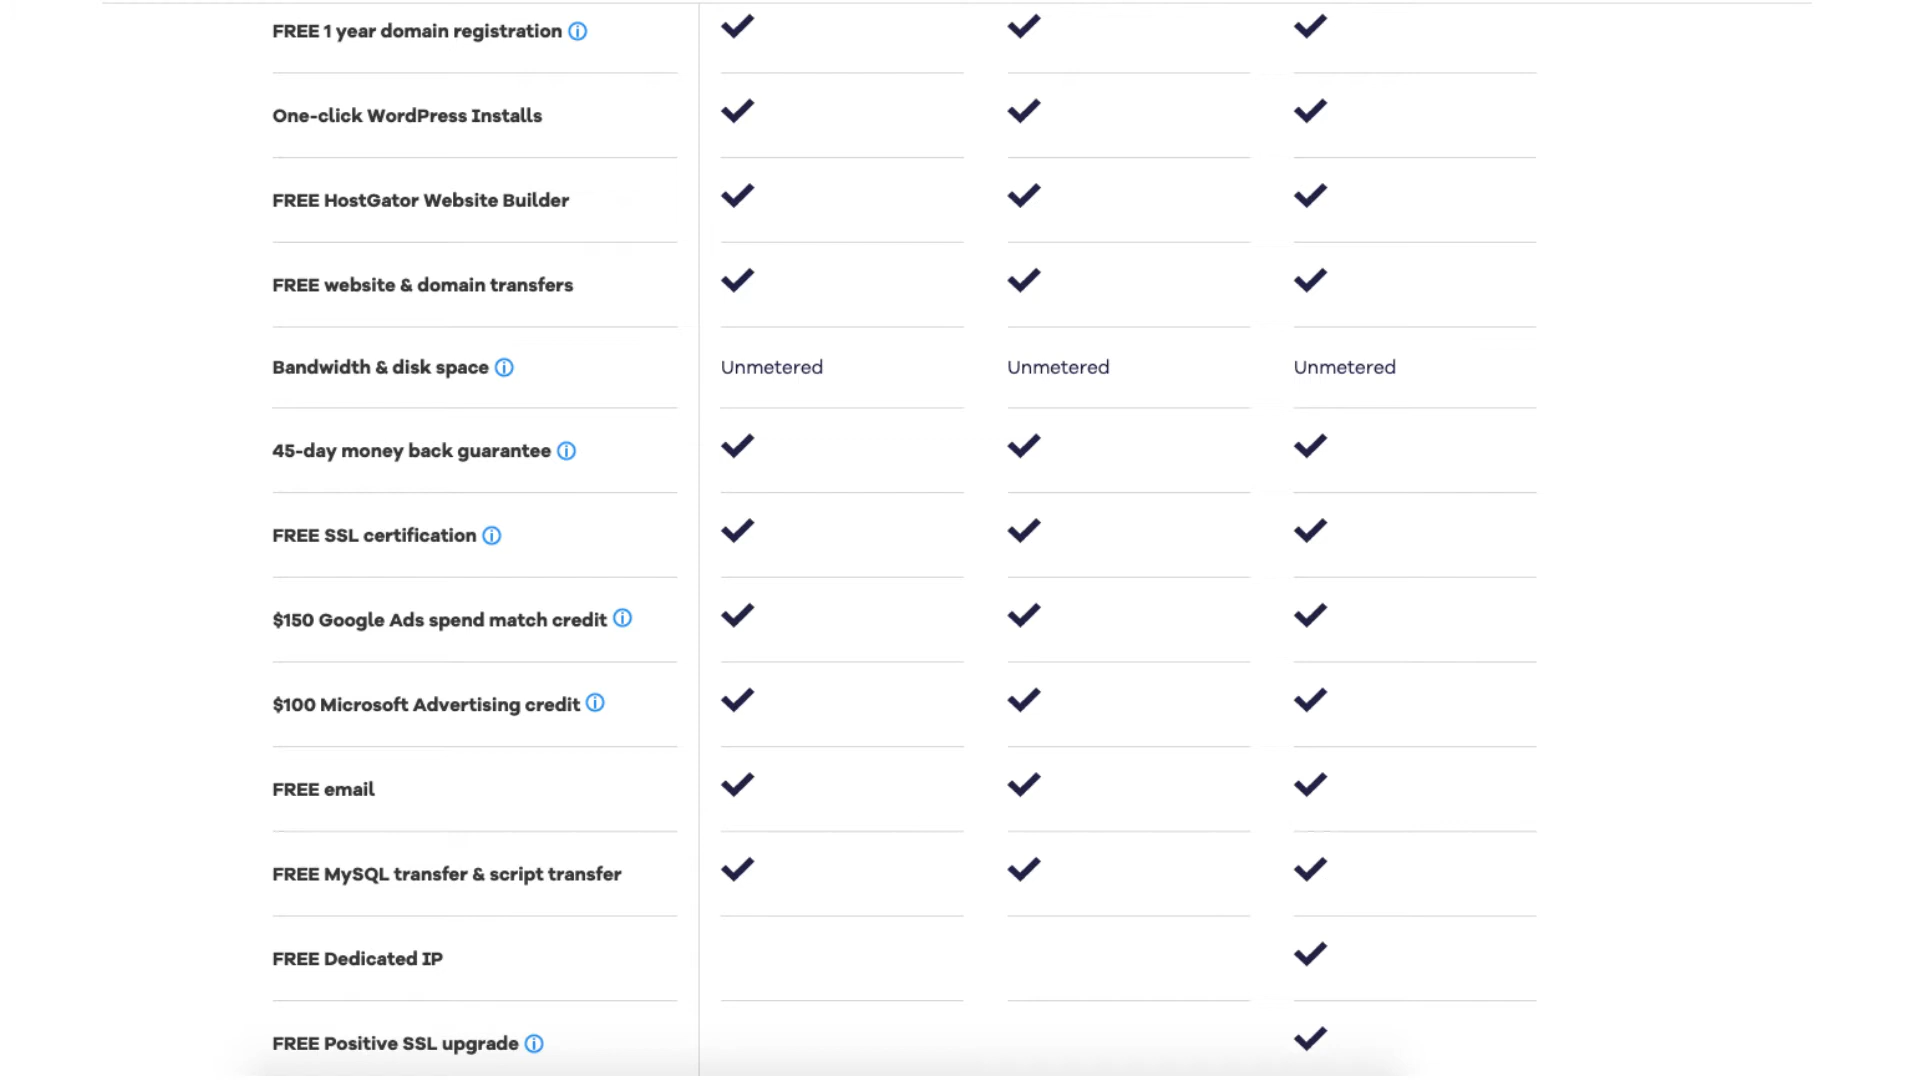 FREE 1 year domain registration
One-click WordPress Installs
FREE HostGator Website Builder
FREE website & domain transfers
Bandwidth & disk space Unmetered Unmetered Unmetered
45-day money back guarantee
FREE SSL certification
$150 Google Ads spend match credit
$100 Microsoft Advertising credit
FREE email
FREE MySQL transfer & script transfer
FREE Dedicated IP
FREE Positive SSL upgrade